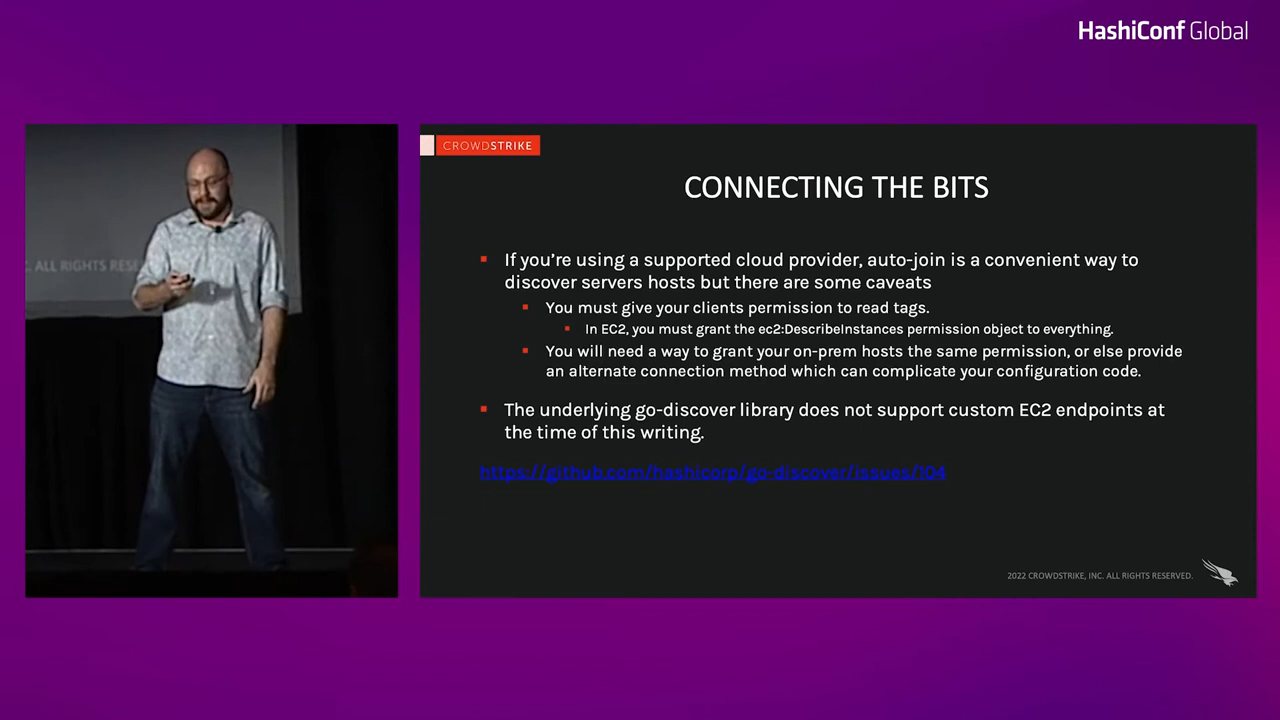 HashiConf Global
CROWDSTRIKE
CONNECTING THE BITS
If you’re using a supported cloud provider, auto-join is a convenient way to
discover servers hosts but there are some caveats
You must give your clients permission to read tags.
In EC2, you must grant the ec2:DescribeInstances permission object to everything.
You will need a way to grant your on-prem hosts the same permission, or else provide
an alternate connection method which can complicate your configuration code.
The underlying go-discover library does not support custom EC2 endpoints at
the time of this writing.
https://github.com/hashicorp/go-discover/issues/104
2022 CROWDSTRIKE, INC. ALL RIGHTS RESERVED.
. ALL RIGHTS RESE